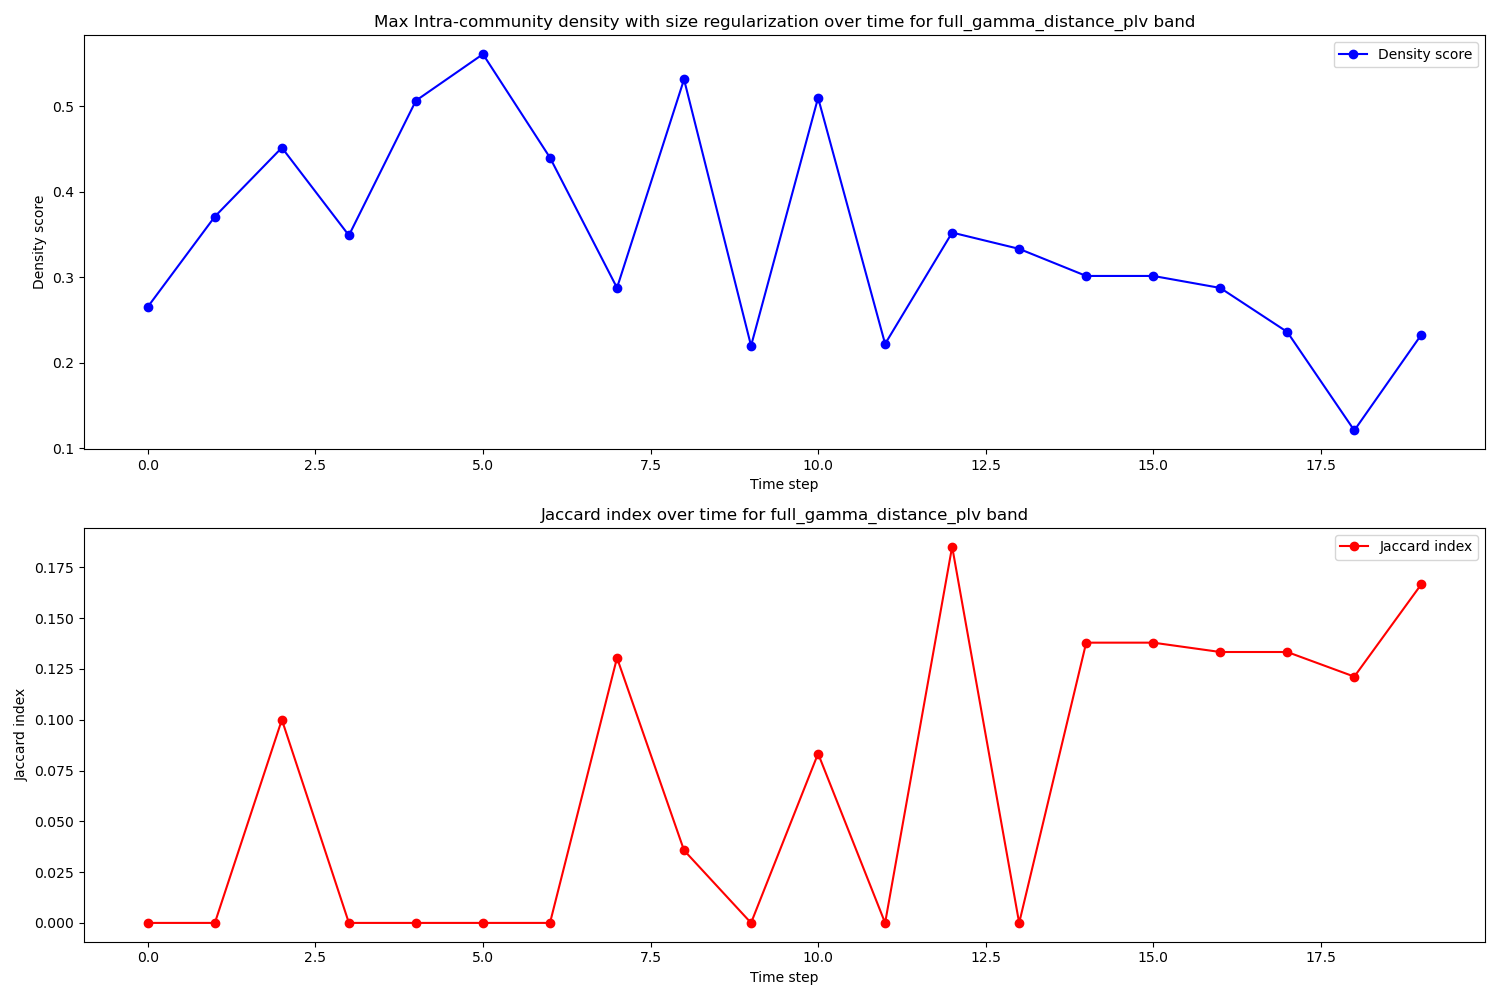 Max Intra-community density with size regularization over time for full_gamma_distance_plv band
Density score
Density score
0.5
0.4
0.3
0.2
0.1
0.0 2.5 5.0 7.5 10.0 12.5 15.0 17.5
Time step
Jaccard index over time for full_gamma_distance_plv band
Jaccard index
Jaccard index
0.175
0.150
0.125
0.100
0.075
0.050
0.025
0.000
0.0 2.5 5.0 7.5 10.0 12.5 15.0 17.5
Time step